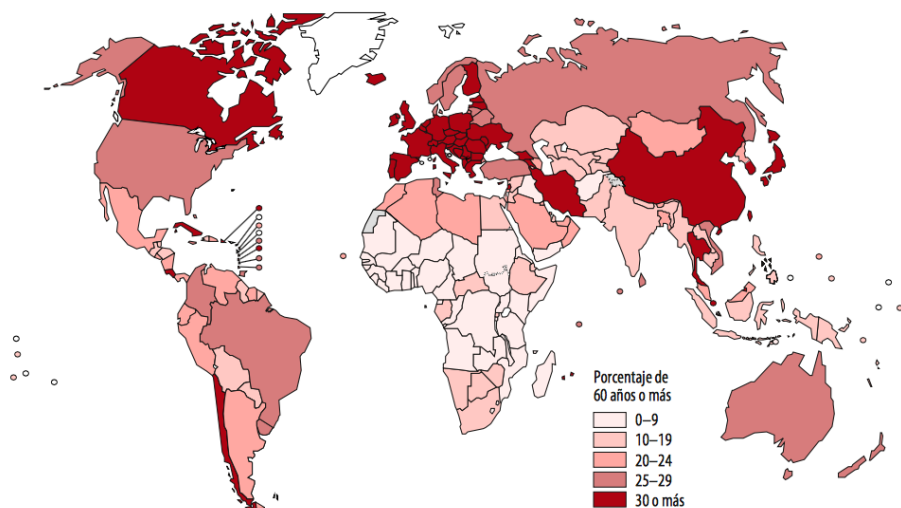 Porcentaje de
60 años o más
0–9
10–19
20–24
25–29
30 o más